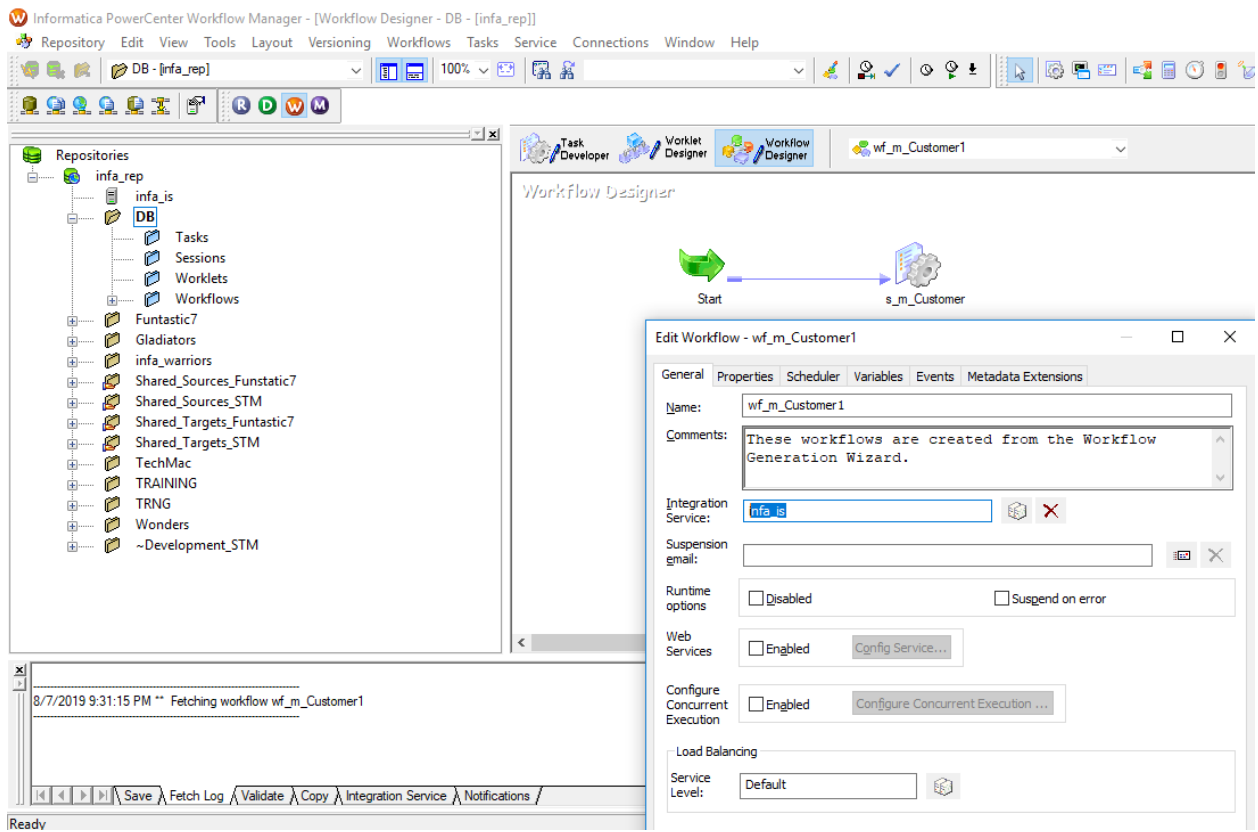 Informatica PowerCenter Workflow Manager - [Workflow Designer - DB - [infa_rep]]
Repository Edit View Tools Layout Versioning Workflows Tasks Service Connections Window Help
DB - [infa_rep]
100%
R D W M
Task Developer
Worklet Designer
Workflow Designer
wf_m_Customer1
Repositories
infa_rep
infa_is
DB
Tasks
Sessions
Worklets
Workflows
Funtastic7
Gladiators
infa_warriors
Shared_Sources_Funstatic7
Shared_Sources_STM
Shared_Targets_Funtastic7
Shared_Targets_STM
TechMac
TRAINING
TRNG
Wonders
~Development_STM
Workflow Designer
Start
s_m_Customer
Edit Workflow - wf_m_Customer1
General Properties Scheduler Variables Events Metadata Extensions
Name: wf_m_Customer1
Comments: These workflows are created from the Workflow
Generation Wizard.
Integration
Service: infa_is
Suspension
email:
Runtime
options
Disabled
Suspend on error
Web
Services
Enabled
Config Service...
Configure
Concurrent
Execution
Enabled
Configure Concurrent Execution ...
Load Balancing
Service
Level: Default
8/7/2019 9:31:15 PM ** Fetching workflow wf_m_Customer1
Save Fetch Log Validate Copy Integration Service Notifications
Ready